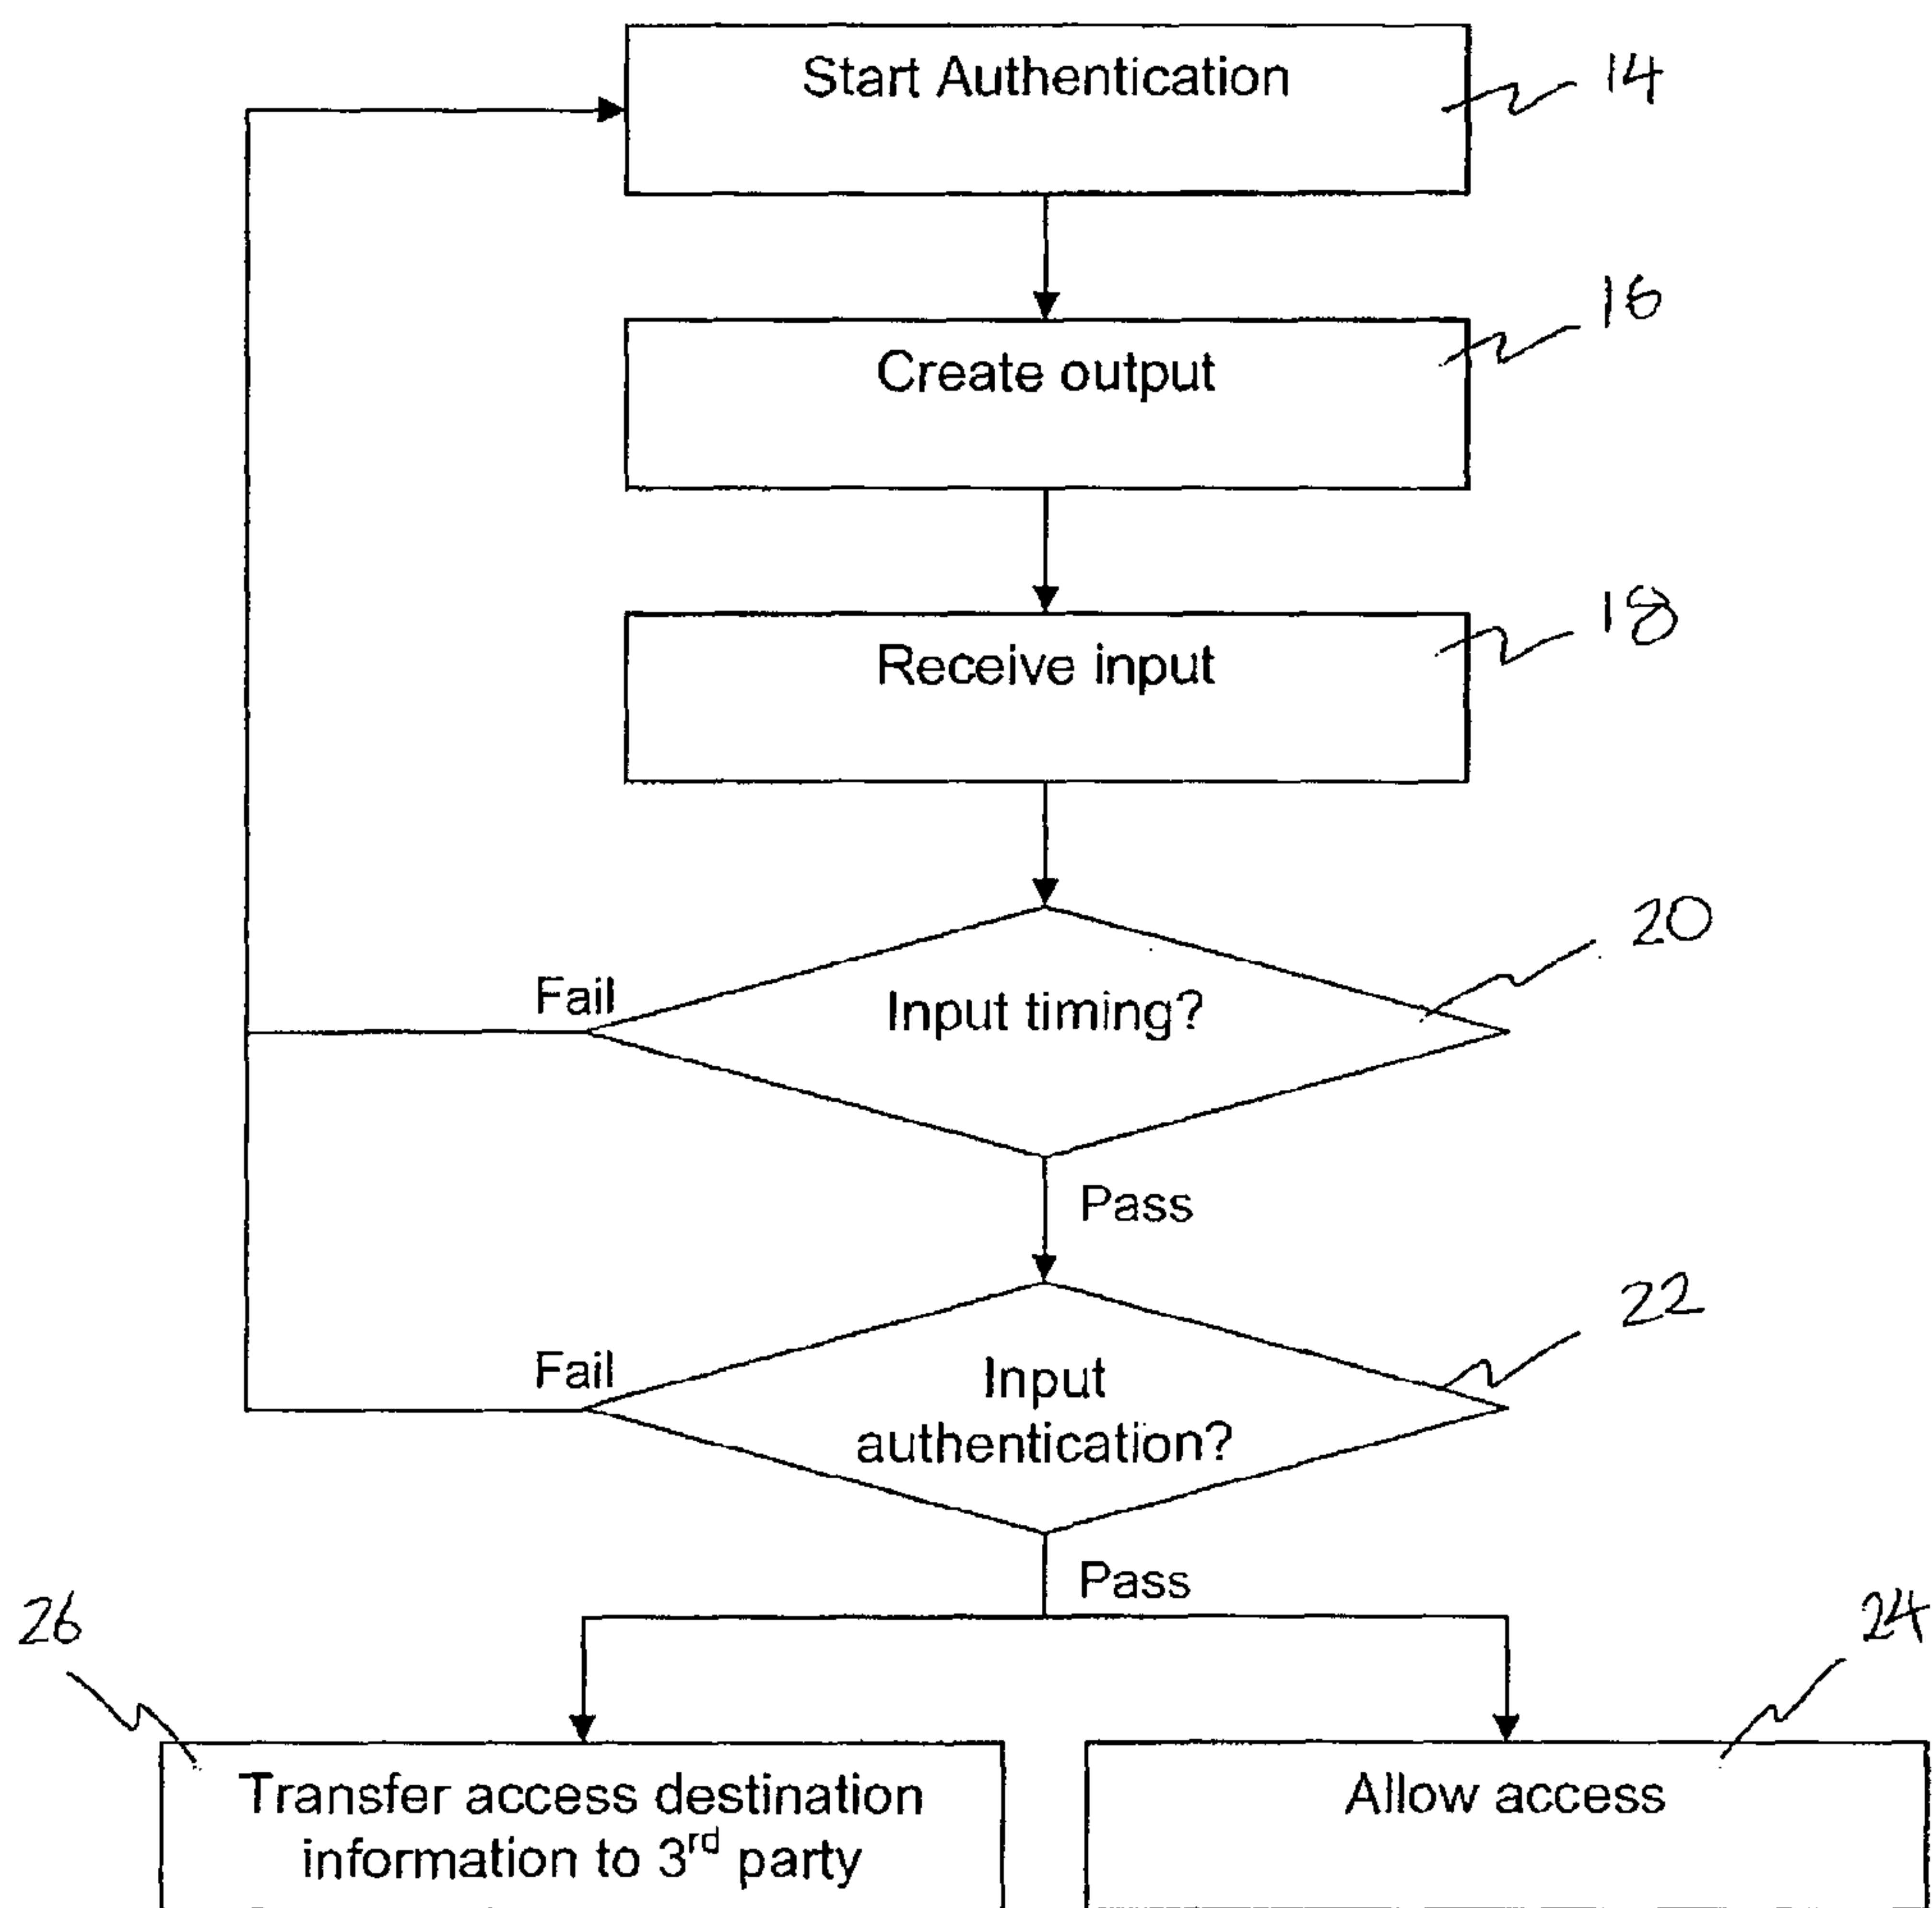 Start Authentication
14
Create output
16
Receive input
18
20
Fail
Input timing?
Pass
22
Fail
Input
authentication?
Pass
26
24
Transfer access destination
information to 3rd party
Allow access